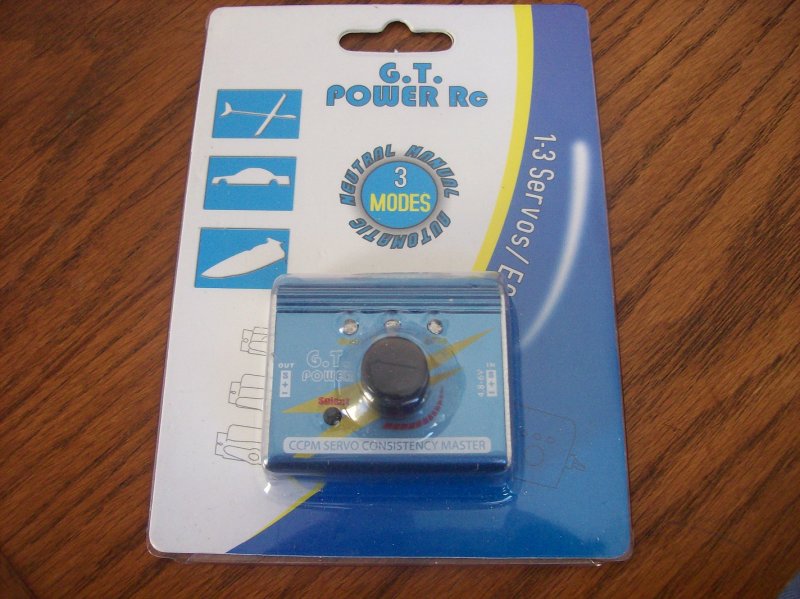 G.T.
POWER Rc
NEUTRAL MANUAL AUTOMATIC
3
MODES
1-3 Servos/
G.T.
POWER
OUT
Select
4.8-6V IN
CCPM SERVO CONSISTENCY MASTER